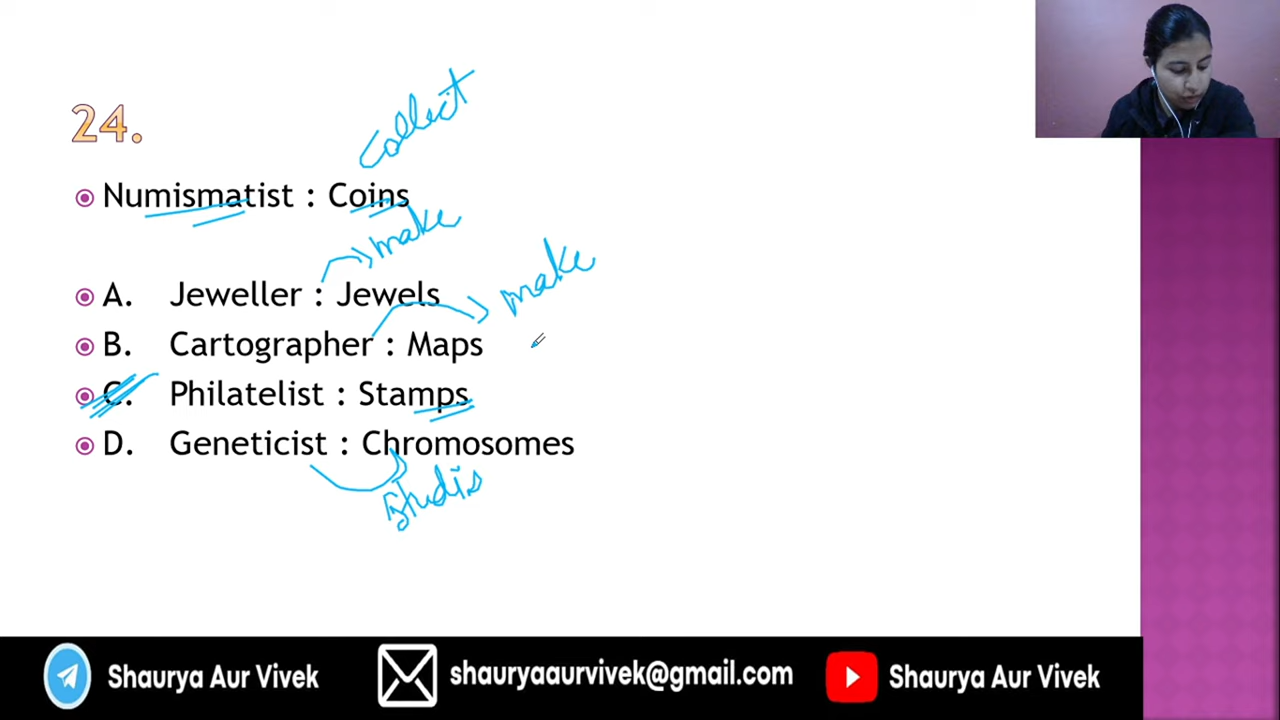 24.
collect
Numismatist : Coins
make
make
A. Jeweller : Jewels
B. Cartographer : Maps
C. Philatelist : Stamps
D. Geneticist : Chromosomes
studis
Shaurya Aur Vivek shauryaaurvivek@gmail.com Shaurya Aur Vivek